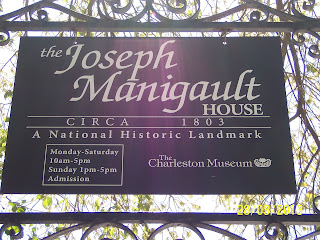 the Joseph
Manigault
HOUSE
CIRCA 1803
A National Historic Landmark
Monday-Saturday
10am-5pm
Sunday 1pm-5pm
Admission
The
Charleston Museum